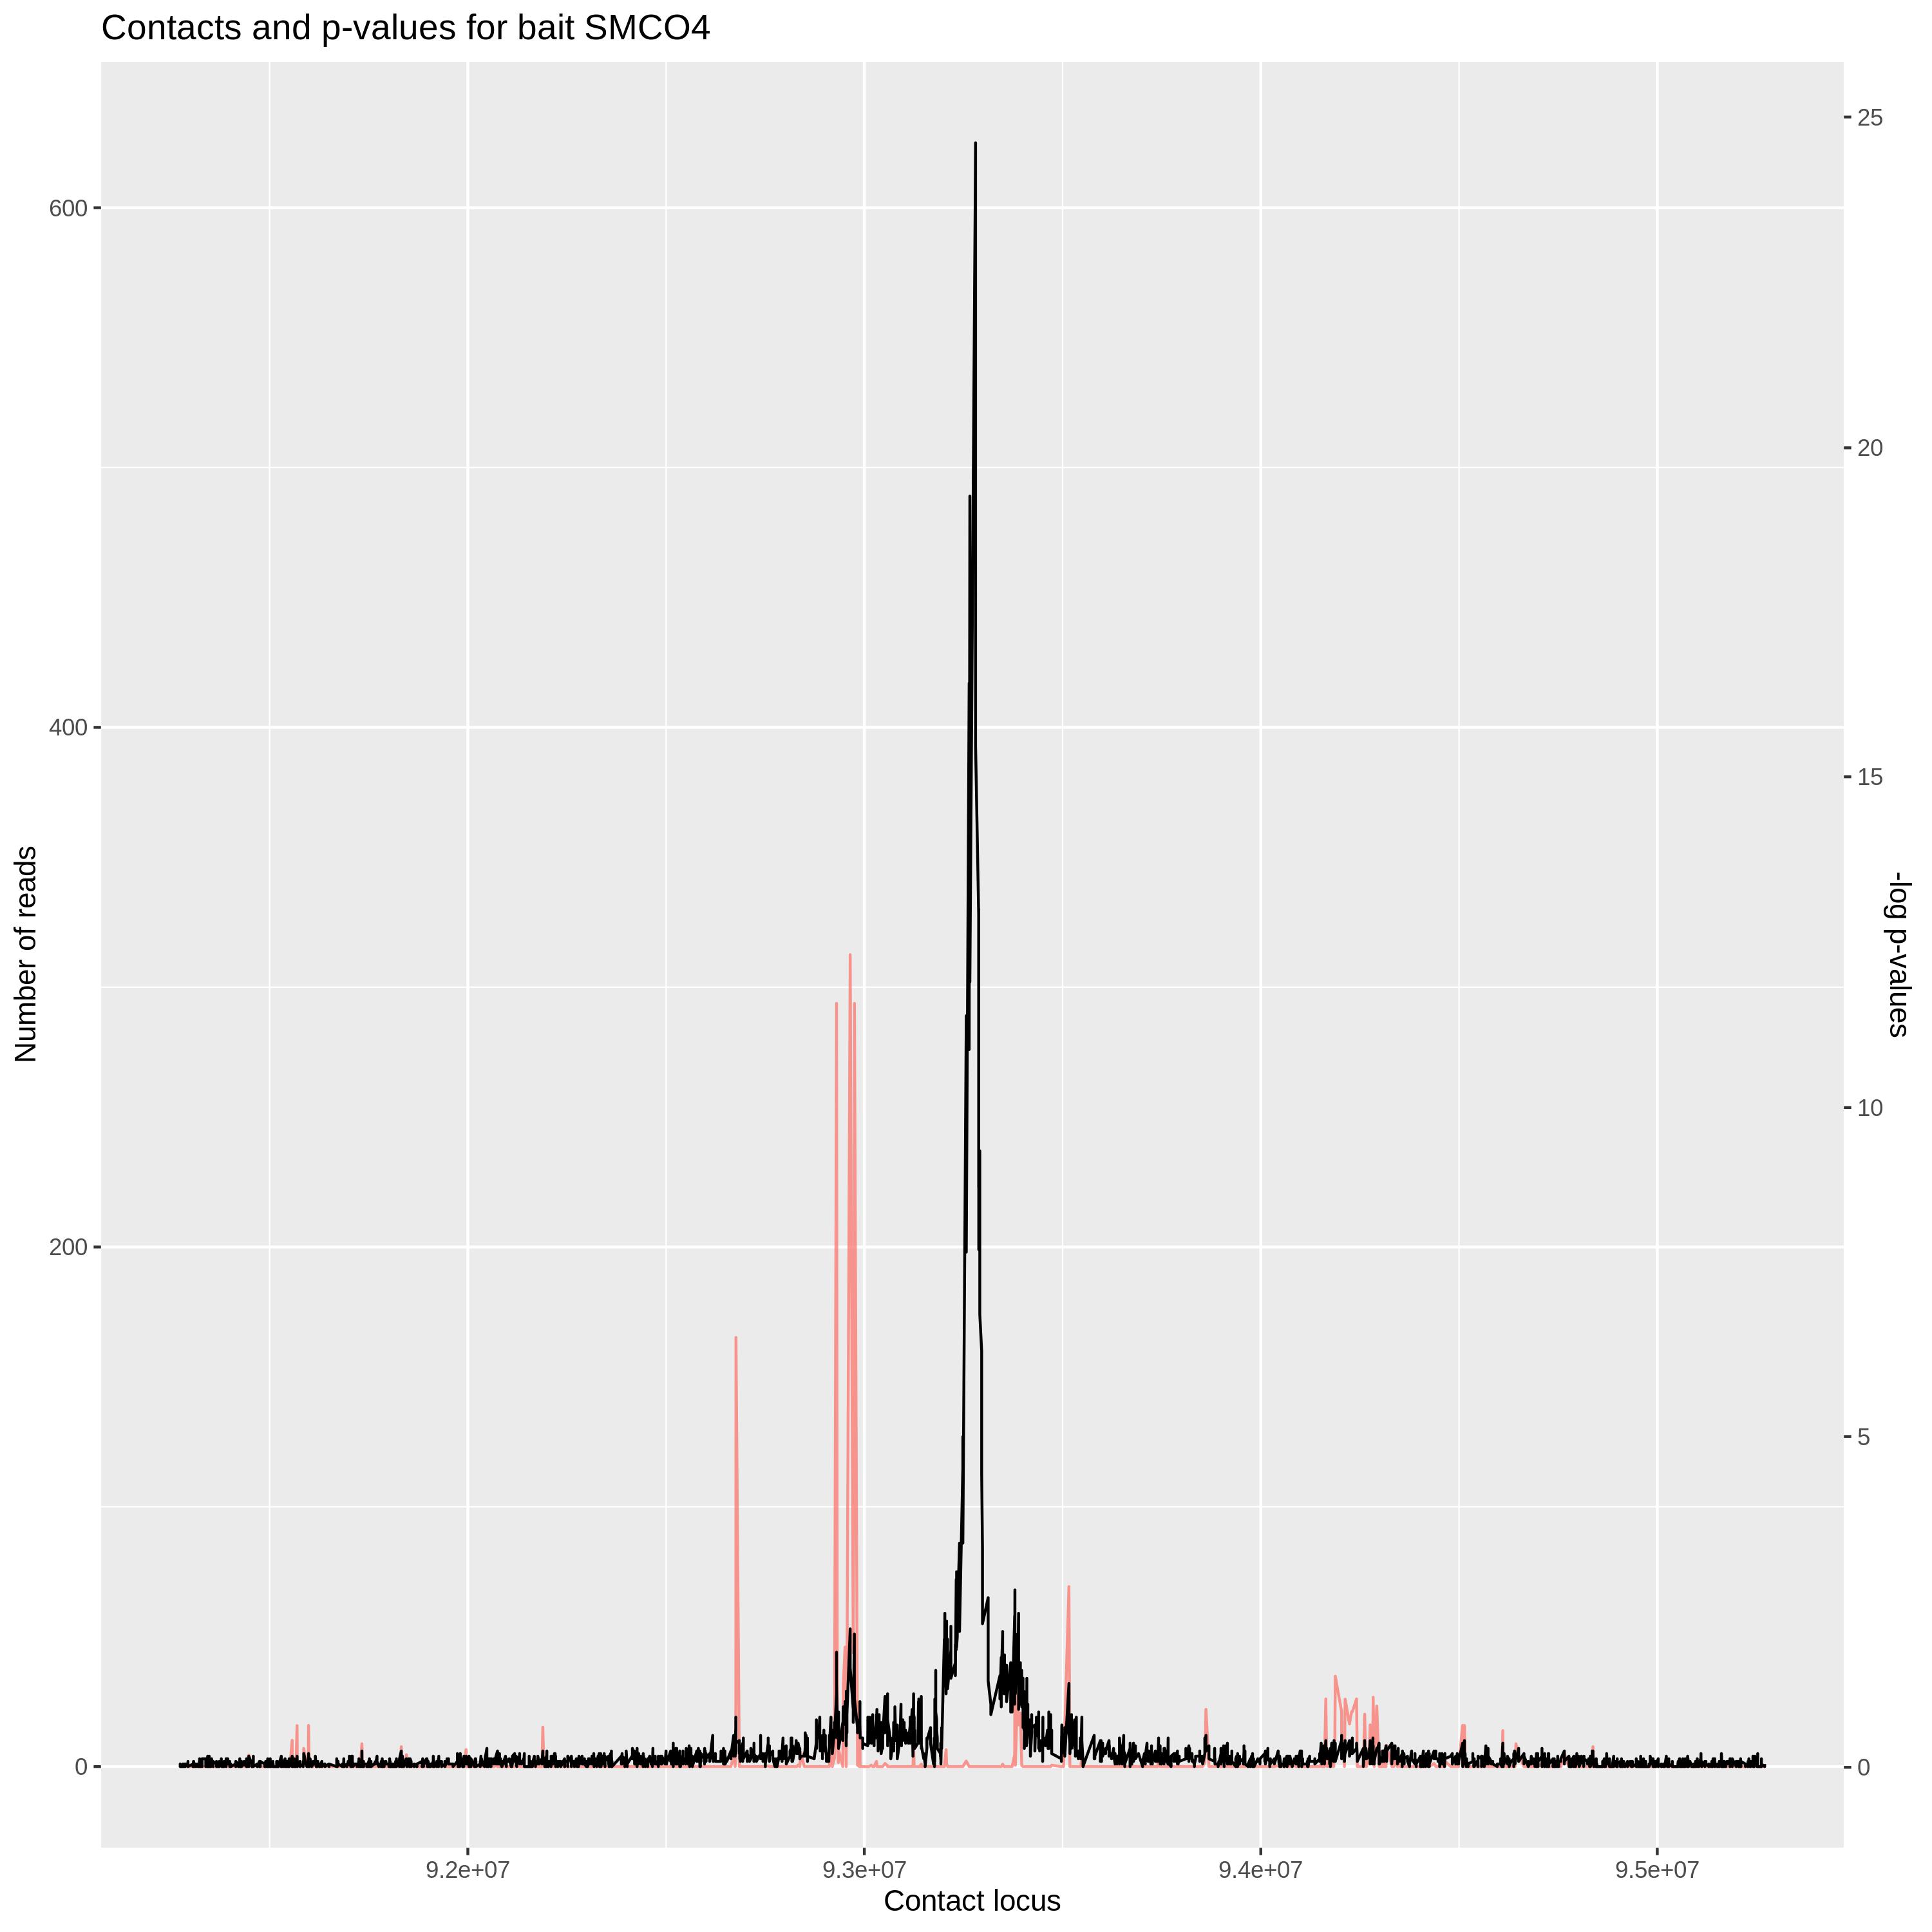 Contacts and p-values for bait SMCO4
600
400
200
0
25
20
15
10
5
0
Number of reads
-log p-values
9.2e+07
9.3e+07
9.4e+07
9.5e+07
Contact locus